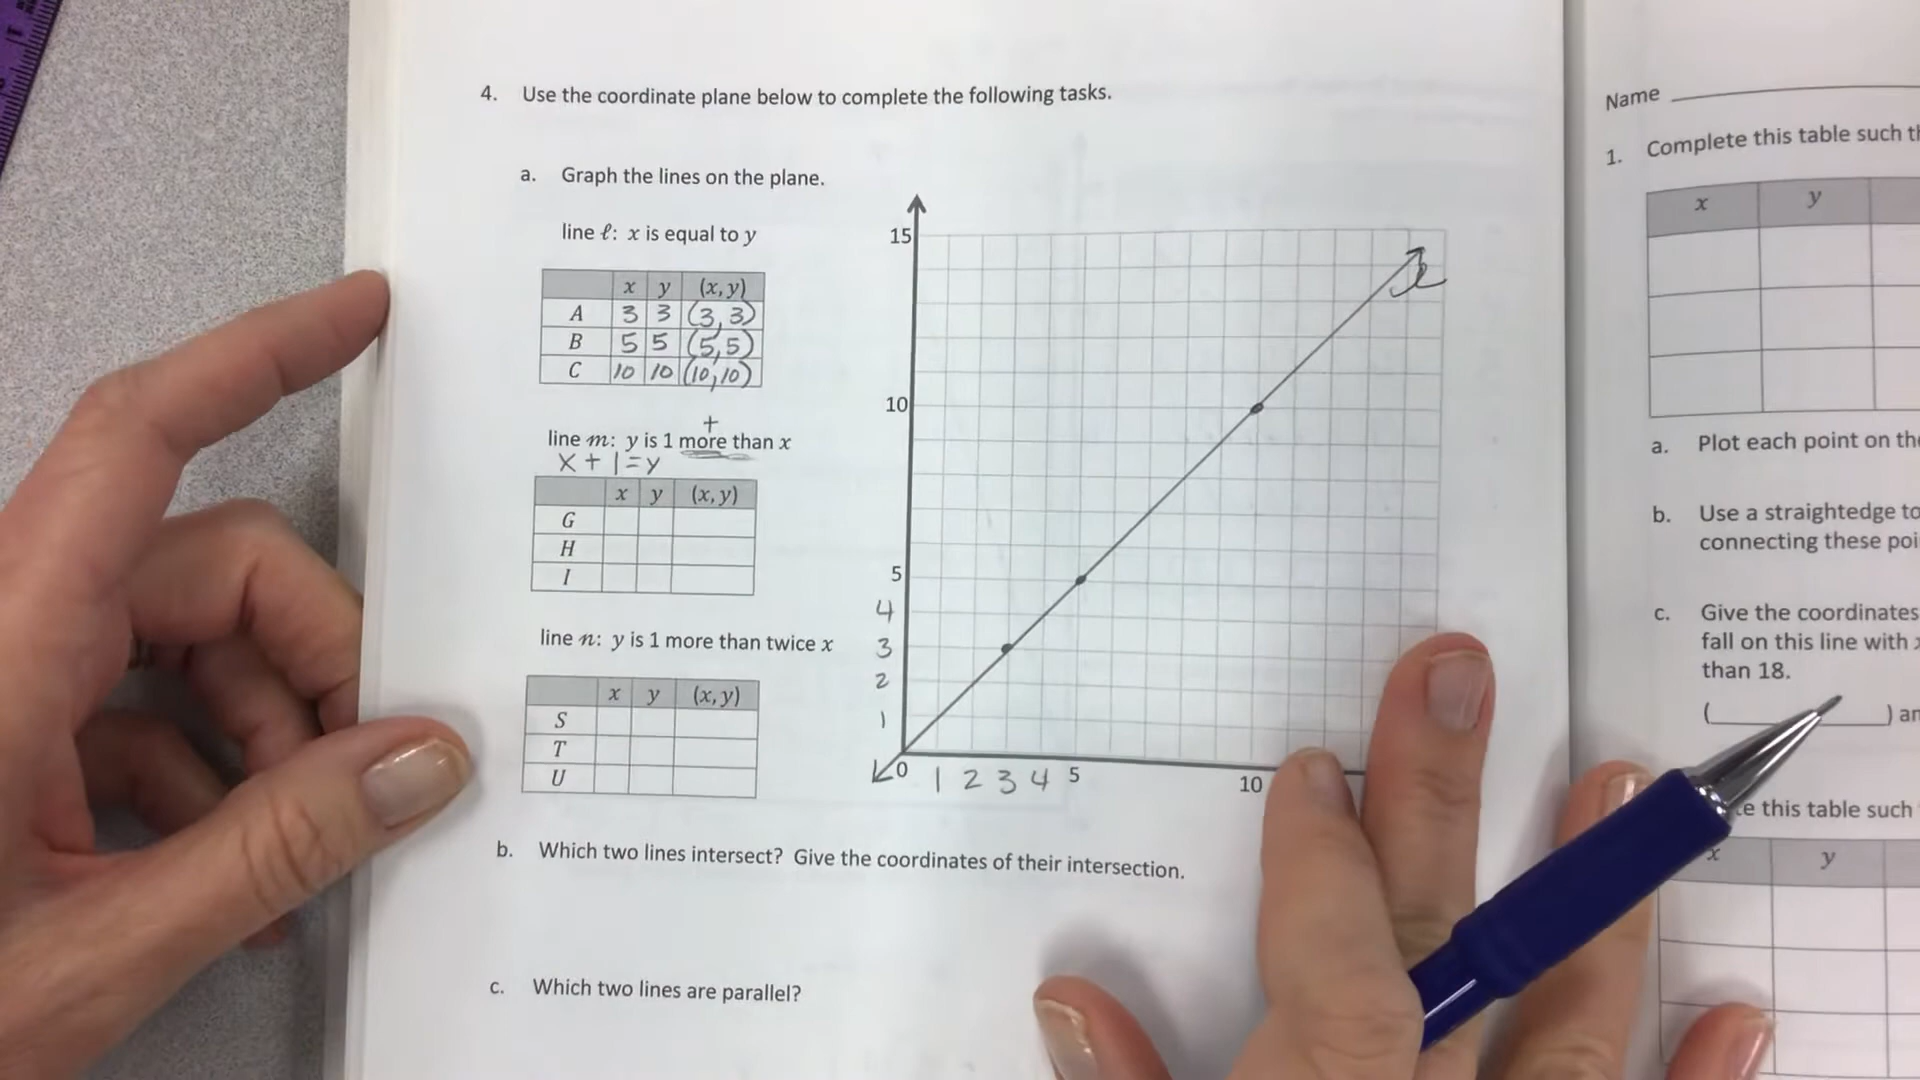 4. Use the coordinate plane below to complete the following tasks.
a. Graph the lines on the plane.
line ℓ: x is equal to y
x y (x, y)
A 3 3 (3, 3)
B 5 5 (5,5)
C 10 10 (10,10)
+
line m: y is 1 more than x
x + 1 = y
x y (x, y)
G
H
I
line n: y is 1 more than twice x
x y (x, y)
S
T
U
15
10
5
4
3
2
1
0 1 2 3 4 5 10
ℓ
b. Which two lines intersect? Give the coordinates of their intersection.
c. Which two lines are parallel?
Name
1. Complete this table such
x y
a. Plot each point on
b. Use a straightedge to
connecting these
c. Give the coordinates
fall on this line with
than 18.
( )
this table such
x y